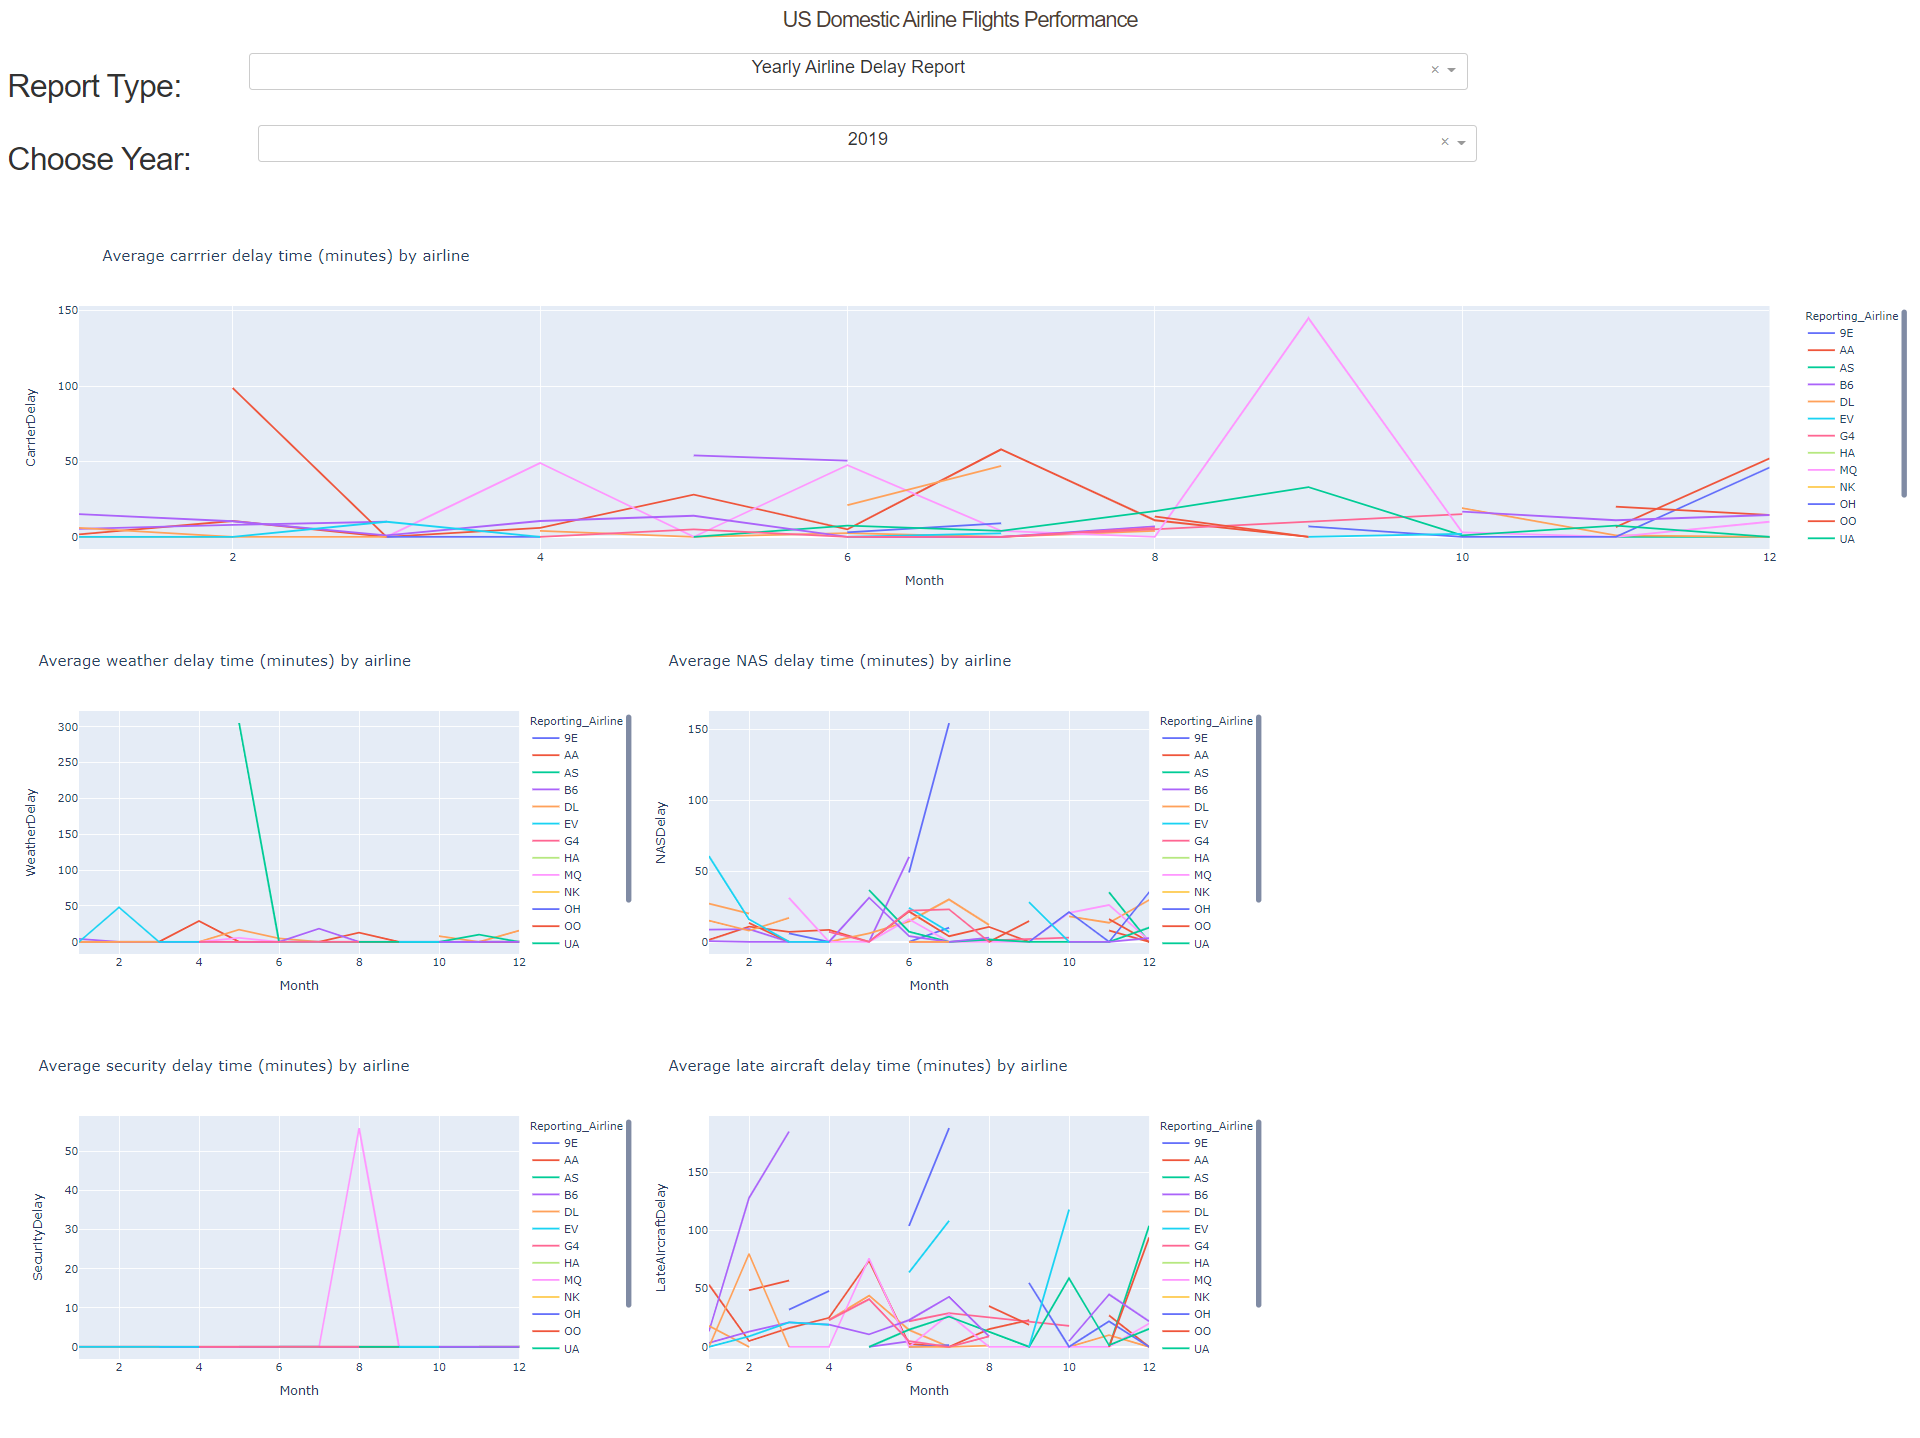 US Domestic Airline Flights Performance
Report Type:
Yearly Airline Delay Report
× 
Choose Year:
2019
×
Average carrrier delay time (minutes) by airline
CarrierDelay
150
100
50
0
2 4 6 8 10 12
Month
Reporting_Airline
9E
AA
AS
B6
DL
EV
G4
HA
MQ
NK
OH
OO
UA
Average weather delay time (minutes) by airline
WeatherDelay
300
250
200
150
100
50
0
2 4 6 8 10 12
Month
Reporting_Airline
9E
AA
AS
B6
DL
EV
G4
HA
MQ
NK
OH
OO
UA
Average NAS delay time (minutes) by airline
NASDelay
150
100
50
0
2 4 6 8 10 12
Month
Reporting_Airline
9E
AA
AS
B6
DL
EV
G4
HA
MQ
NK
OH
OO
UA
Average security delay time (minutes) by airline
SecurityDelay
50
40
30
20
10
0
2 4 6 8 10 12
Month
Reporting_Airline
9E
AA
AS
B6
DL
EV
G4
HA
MQ
NK
OH
OO
UA
Average late aircraft delay time (minutes) by airline
LateAircraftDelay
150
100
50
0
2 4 6 8 10 12
Month
Reporting_Airline
9E
AA
AS
B6
DL
EV
G4
HA
MQ
NK
OH
OO
UA